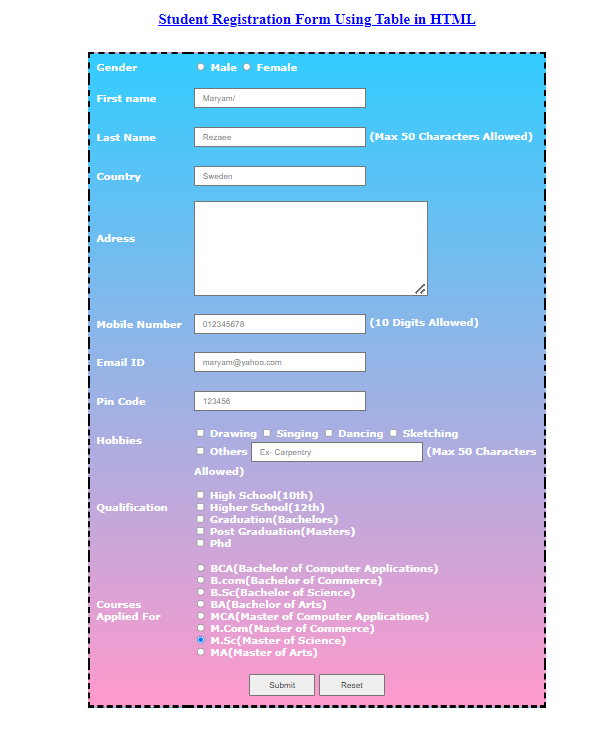 Student Registration Form Using Table in HTML
Gender Male Female
First name Maryam/
Last Name Rezaee (Max 50 Characters Allowed)
Country Sweden
Adress
Mobile Number 012345678 (10 Digits Allowed)
Email ID maryam@yahoo.com
Pin Code 123456
Hobbies Drawing Singing Dancing Sketching
Others Ex- Carpentry (Max 50 Characters
Allowed)
Qualification
High School(10th)
Higher School(12th)
Graduation(Bachelors)
Post Graduation(Masters)
Phd
Courses
Applied For
BCA(Bachelor of Computer Applications)
B.com(Bachelor of Commerce)
B.Sc(Bachelor of Science)
BA(Bachelor of Arts)
MCA(Master of Computer Applications)
M.Com(Master of Commerce)
M.Sc(Master of Science)
MA(Master of Arts)
Submit Reset